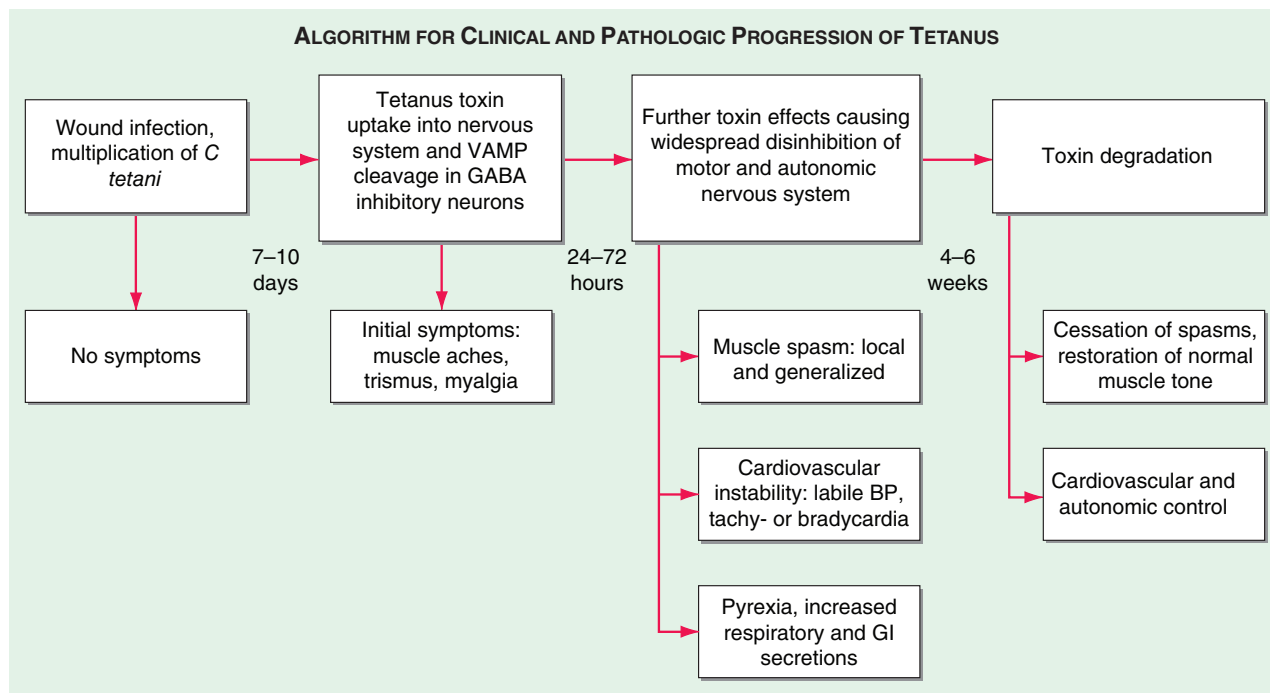 ALGORITHM FOR CLINICAL AND PATHOLOGIC PROGRESSION OF TETANUS
Wound infection,
multiplication of C
tetani
Tetanus toxin
uptake into nervous
system and VAMP
cleavage in GABA
inhibitory neurons
Further toxin effects causing
widespread disinhibition of
motor and autonomic
nervous system
Toxin degradation
7–10
days
24–72
hours
4–6
weeks
No symptoms
Initial symptoms:
muscle aches,
trismus, myalgia
Muscle spasm: local
and generalized
Cessation of spasms,
restoration of normal
muscle tone
Cardiovascular
instability: labile BP,
tachy- or bradycardia
Cardiovascular and
autonomic control
Pyrexia, increased
respiratory and GI
secretions